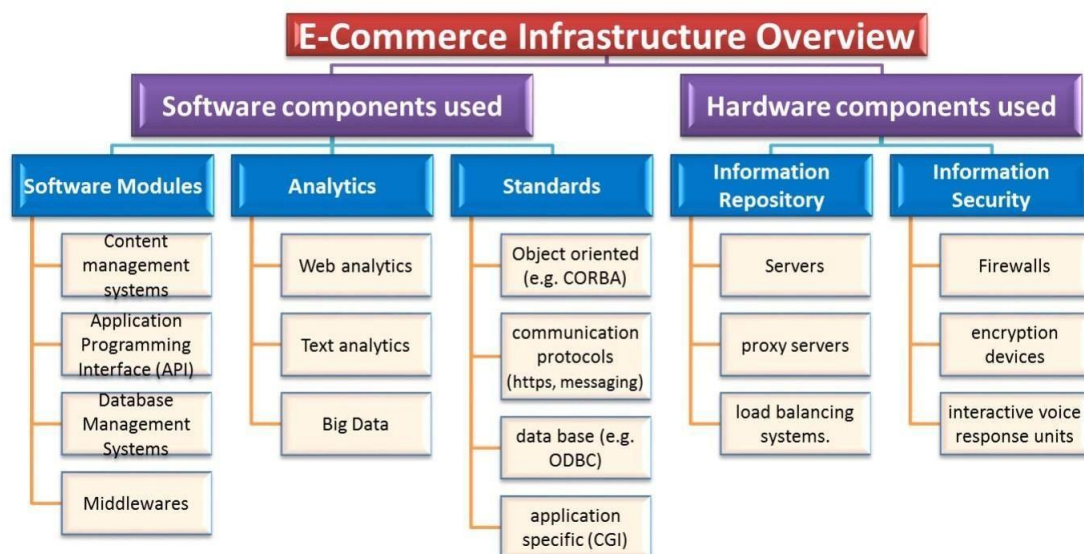 E-Commerce Infrastructure Overview
Software components used
Hardware components used
Software Modules
Analytics
Standards
Information
Repository
Information
Security
Content
management
systems
Application
Programming
Interface (API)
Database
Management
Systems
Middlewares
Web analytics
Text analytics
Big Data
Object oriented
(e.g. CORBA)
communication
protocols
(https, messaging)
data base (e.g.
ODBC)
application
specific (CGI)
Servers
proxy servers
load balancing
systems.
Firewalls
encryption
devices
interactive voice
response units